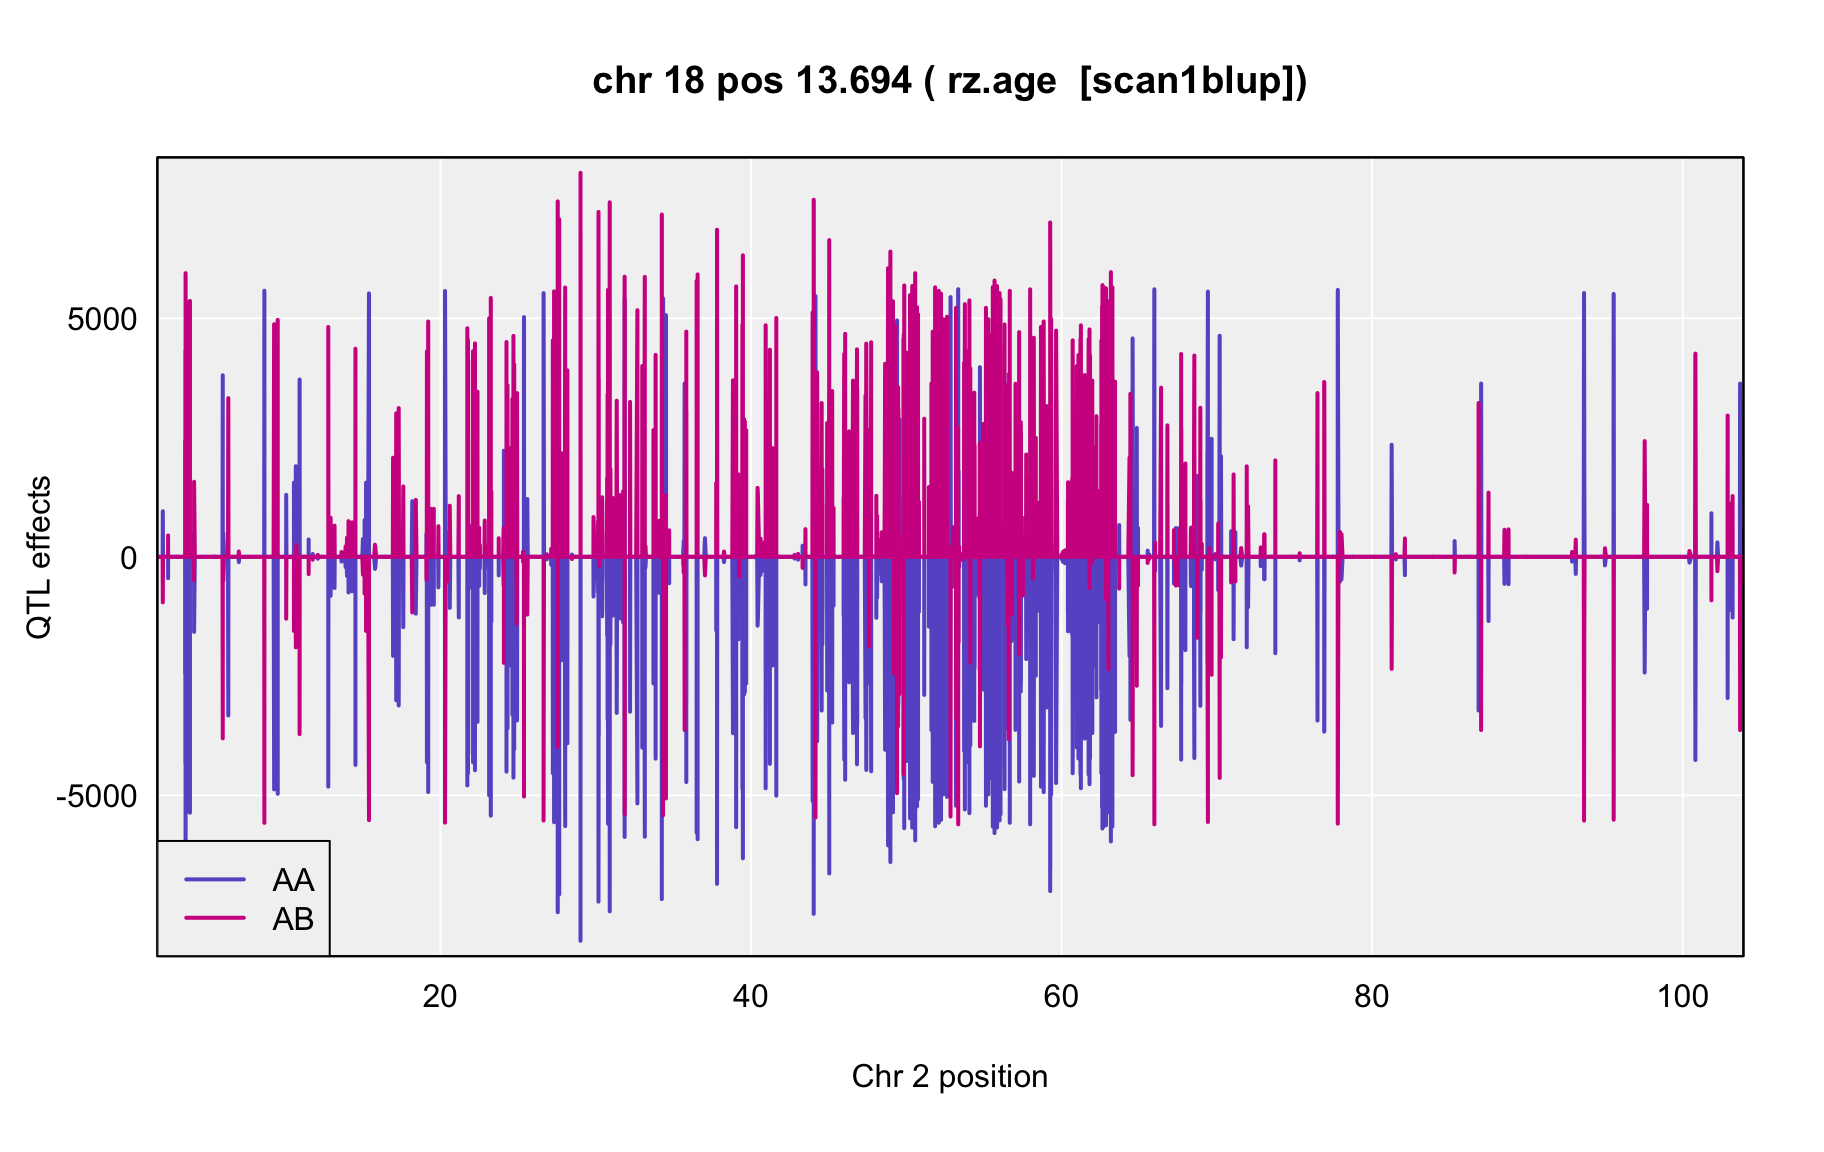 chr 18 pos 13.694 ( rz.age  [scan1blup])
QTL effects
5000
0
-5000
AA
AB
20 40 60 80 100
Chr 2 position